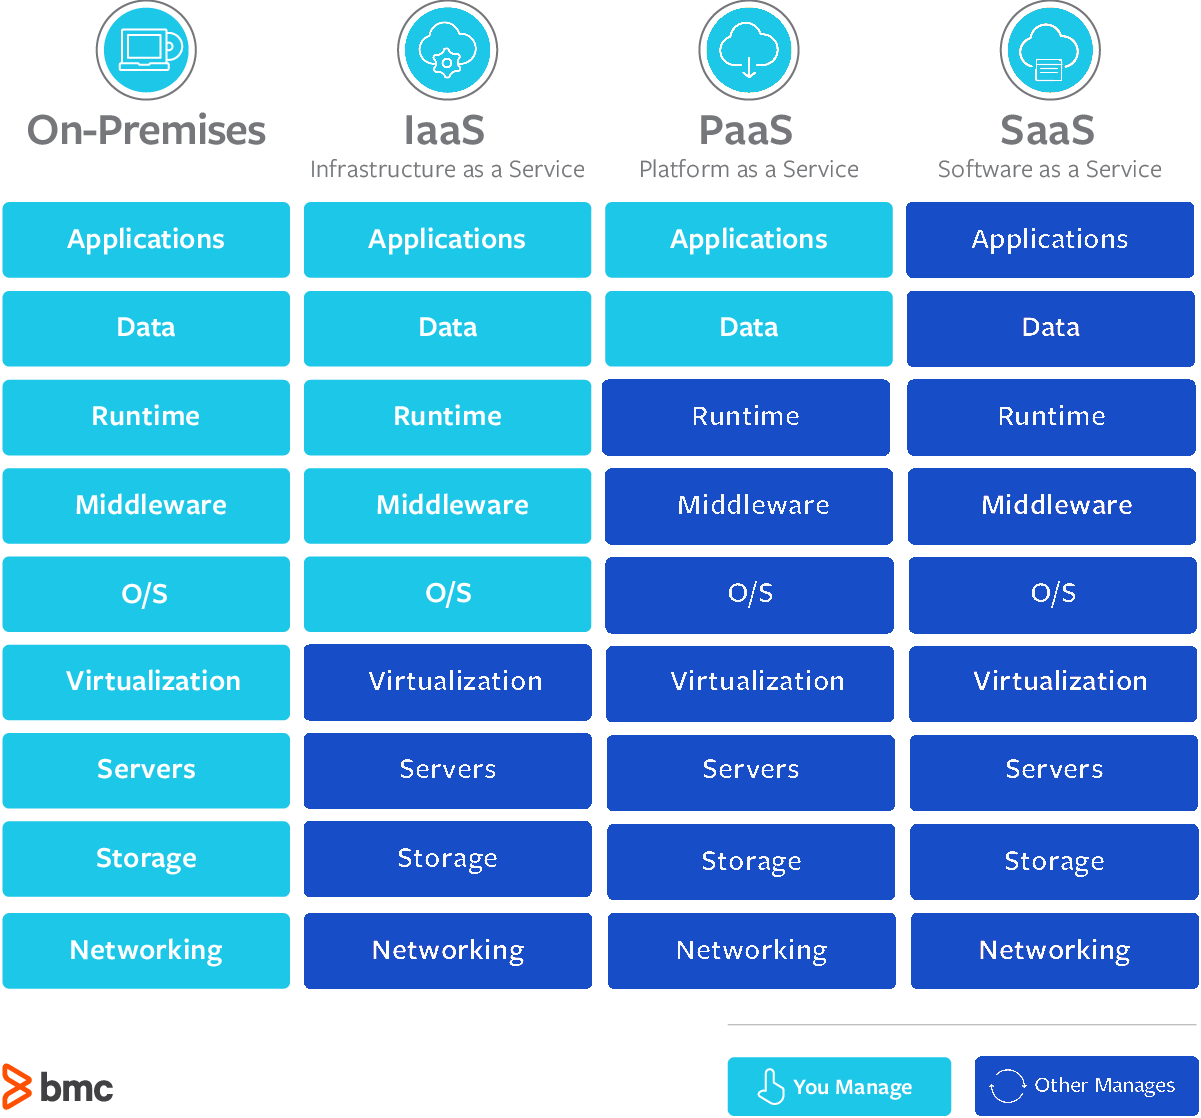 On-Premises IaaS PaaS SaaS
Infrastructure as a Service Platform as a Service Software as a Service
Applications Applications Applications Applications
Data Data Data Data
Runtime Runtime Runtime Runtime
Middleware Middleware Middleware Middleware
O/S O/S O/S O/S
Virtualization Virtualization Virtualization Virtualization
Servers Servers Servers Servers
Storage Storage Storage Storage
Networking Networking Networking Networking
bmc You Manage Other Manages